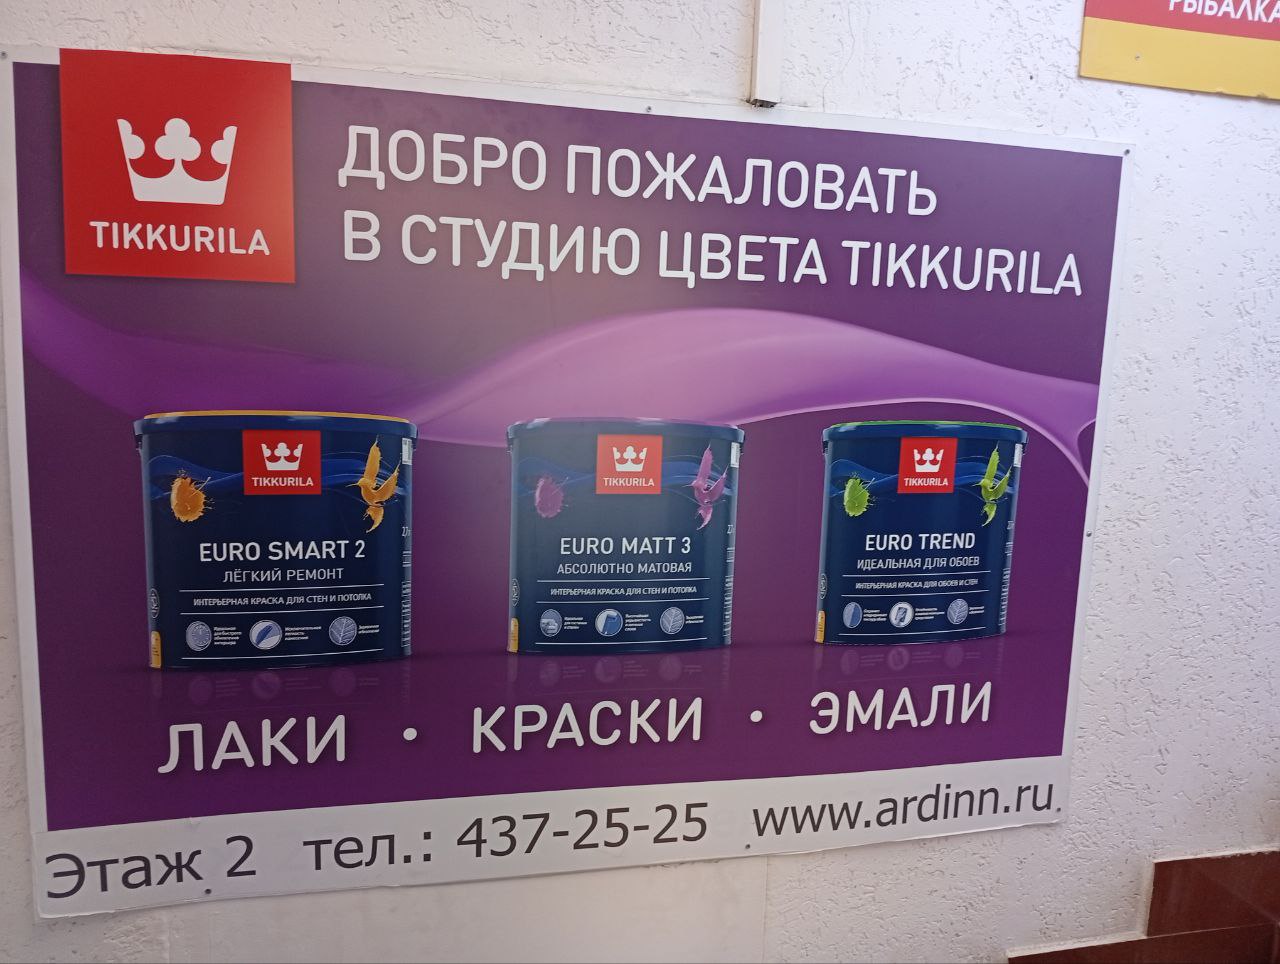 РЫБАЛКА
TIKKURILA
ДОБРО ПОЖАЛОВАТЬ
В СТУДИЮ ЦВЕТА TIKKURILA
TIKKURILA
EURO SMART 2
ЛЁГКИЙ РЕМОНТ
ИНТЕРЬЕРНАЯ КРАСКА ДЛЯ СТЕН И ПОТОЛКА
TIKKURILA
EURO MATT 3
АБСОЛЮТНО МАТОВАЯ
ИНТЕРЬЕРНАЯ КРАСКА ДЛЯ СТЕН И ПОТОЛКА
TIKKURILA
EURO TREND
ИДЕАЛЬНАЯ ДЛЯ ОБОЕВ
ИНТЕРЬЕРНАЯ КРАСКА ДЛЯ ОБОЕВ И СТЕН
ЛАКИ • КРАСКИ • ЭМАЛИ
Этаж 2 тел.: 437-25-25 www.ardinn.ru